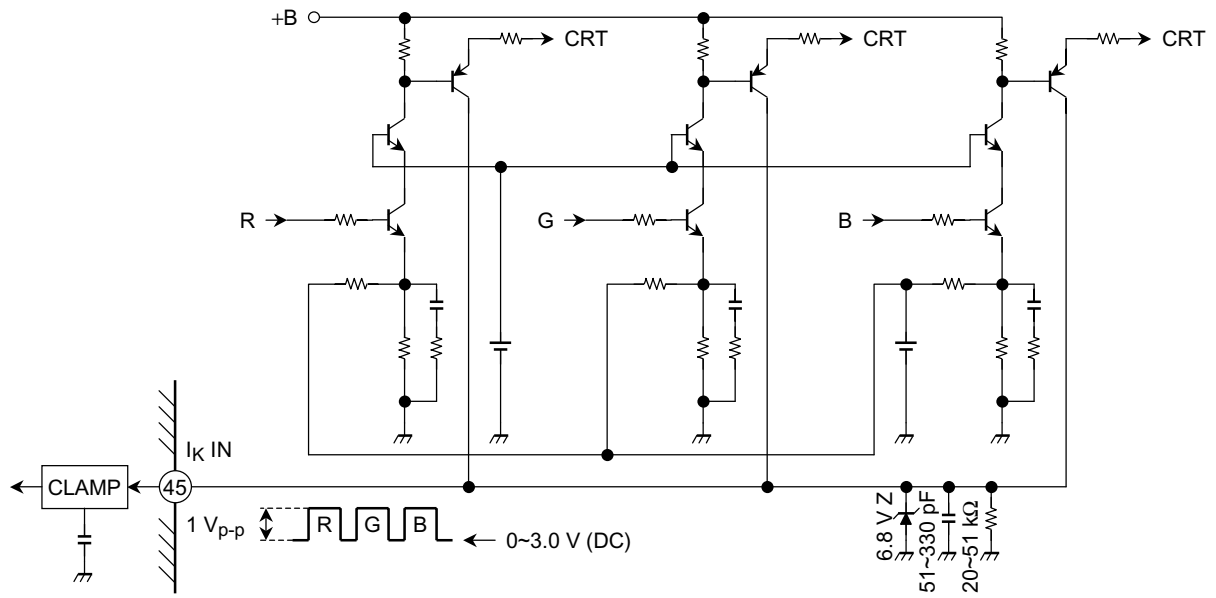 +B
CRT
CRT
CRT
R
G
B
I_K IN
CLAMP
45
1 V_p-p
R G B
0~3.0 V (DC)
6.8 V Z
51~330 pF
20~51 kΩ